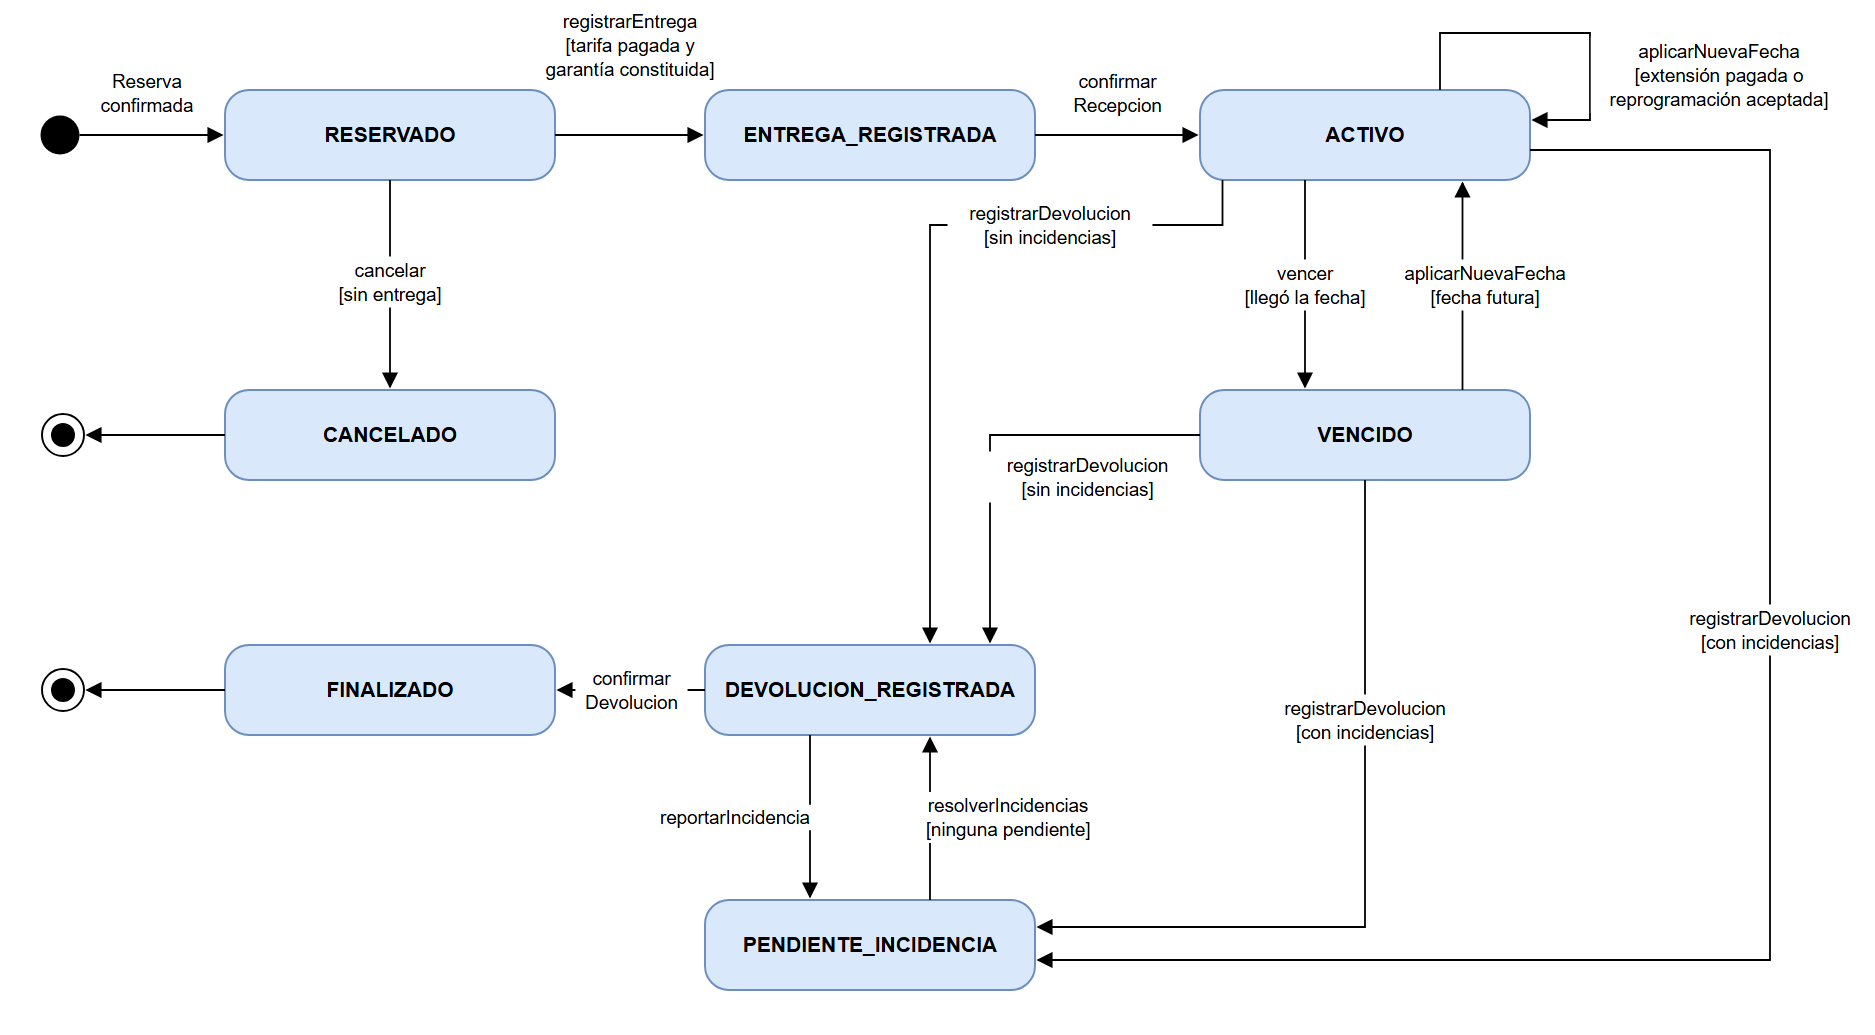 registrarEntrega
[tarifa pagada y
garantía constituida]
Reserva
confirmada
confirmar
Recepcion
aplicarNuevaFecha
[extensión pagada o
reprogramación aceptada]
RESERVADO
ENTREGA_REGISTRADA
ACTIVO
registrarDevolucion
[sin incidencias]
cancelar
[sin entrega]
vencer
[llegó la fecha]
aplicarNuevaFecha
[fecha futura]
CANCELADO
VENCIDO
registrarDevolucion
[sin incidencias]
registrarDevolucion
[con incidencias]
FINALIZADO
confirmar
Devolucion
DEVOLUCION_REGISTRADA
registrarDevolucion
[con incidencias]
reportarIncidencia
resolverIncidencias
[ninguna pendiente]
PENDIENTE_INCIDENCIA